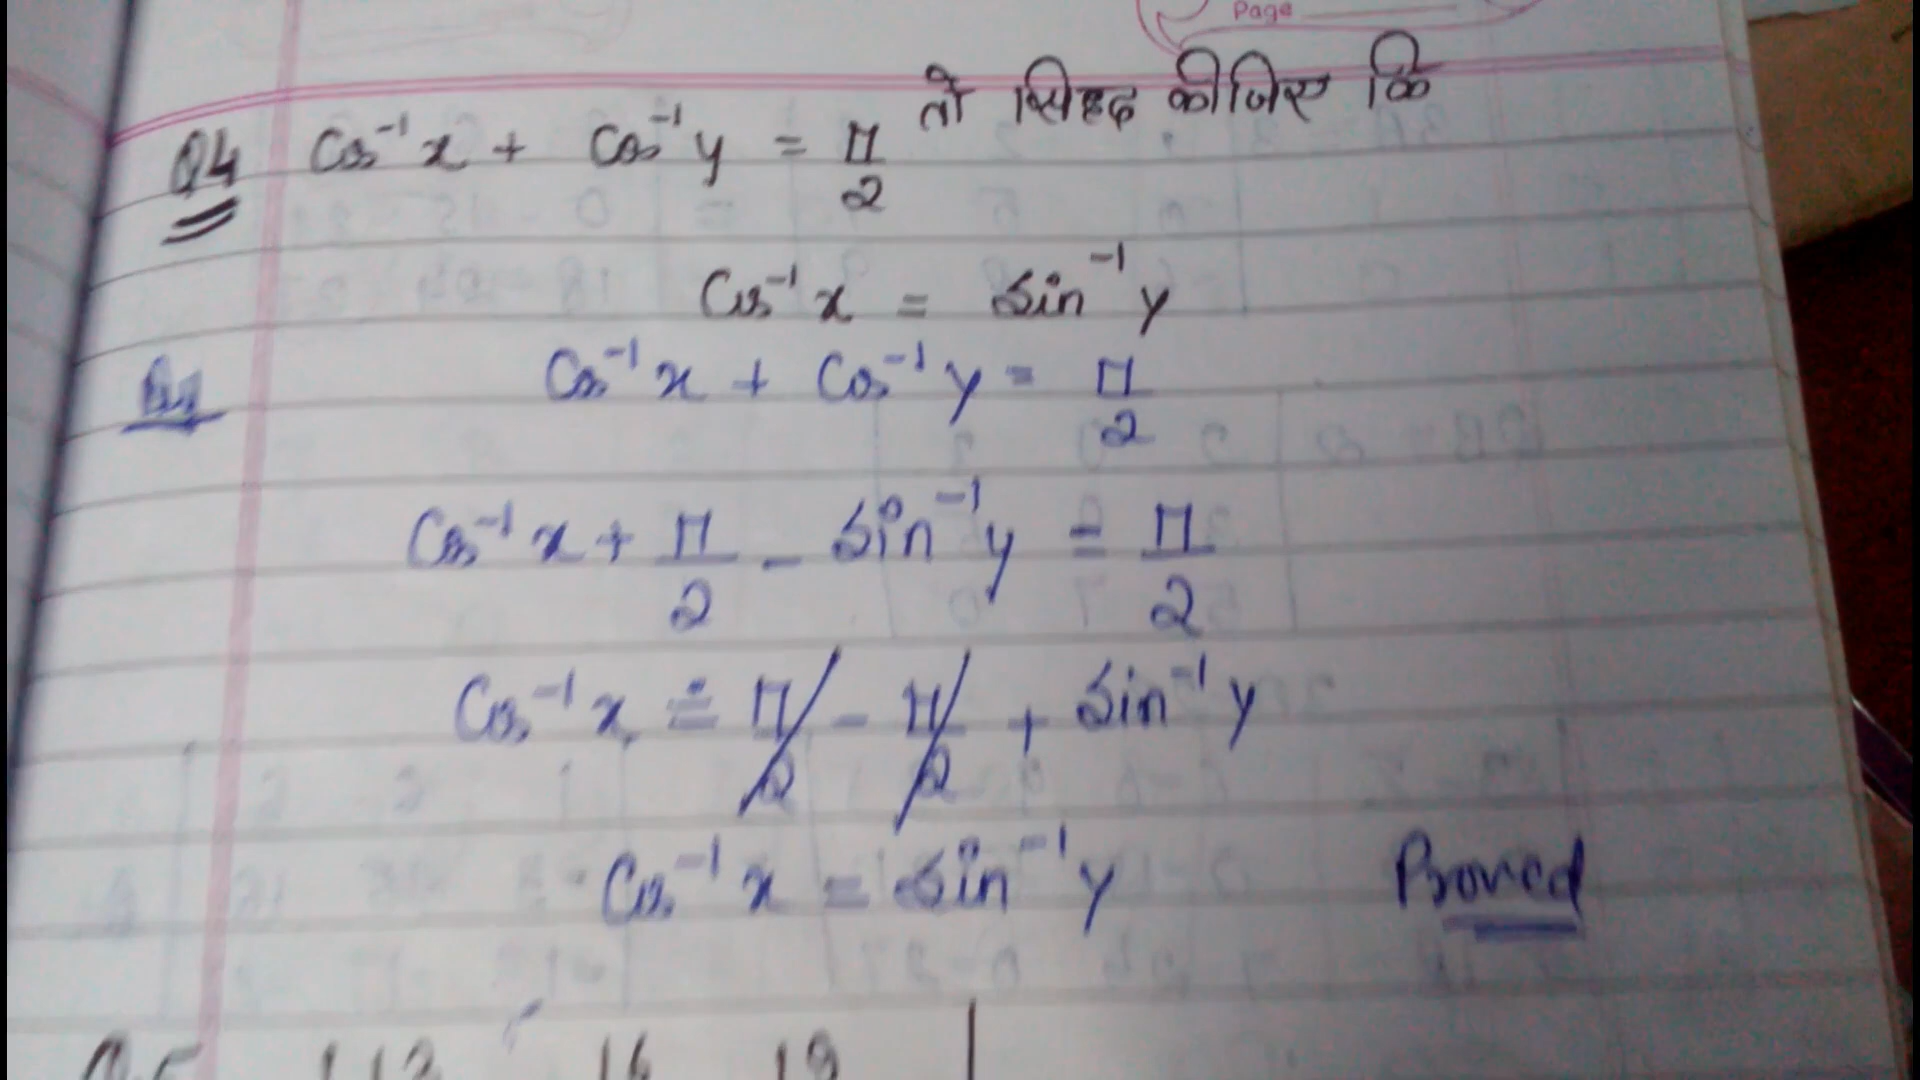 Page
Q4 Cos⁻¹x + Cos⁻¹y = π/2 तो सिद्ध कीजिए कि
Cos⁻¹x = sin⁻¹y
Cos⁻¹x + Cos⁻¹y = π/2
Cos⁻¹x + π/2 - sin⁻¹y = π/2
Cos⁻¹x = π/2 - π/2 + sin⁻¹y
Cos⁻¹x = sin⁻¹y Proved